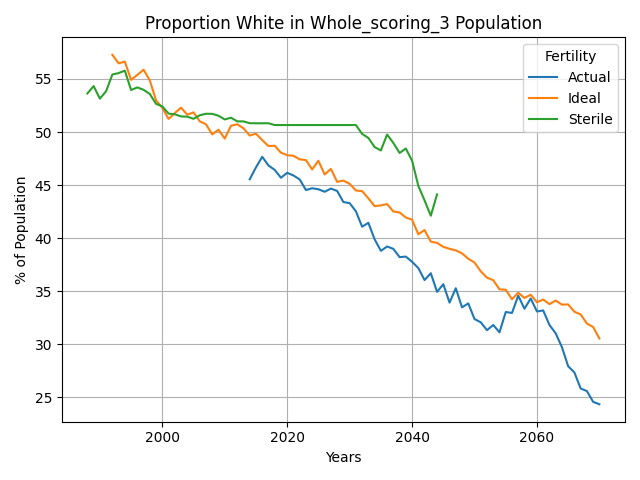 Proportion White in Whole_scoring_3 Population
Fertility
Actual
Ideal
Sterile
% of Population
55
50
45
40
35
30
25
2000
2020
2040
2060
Years